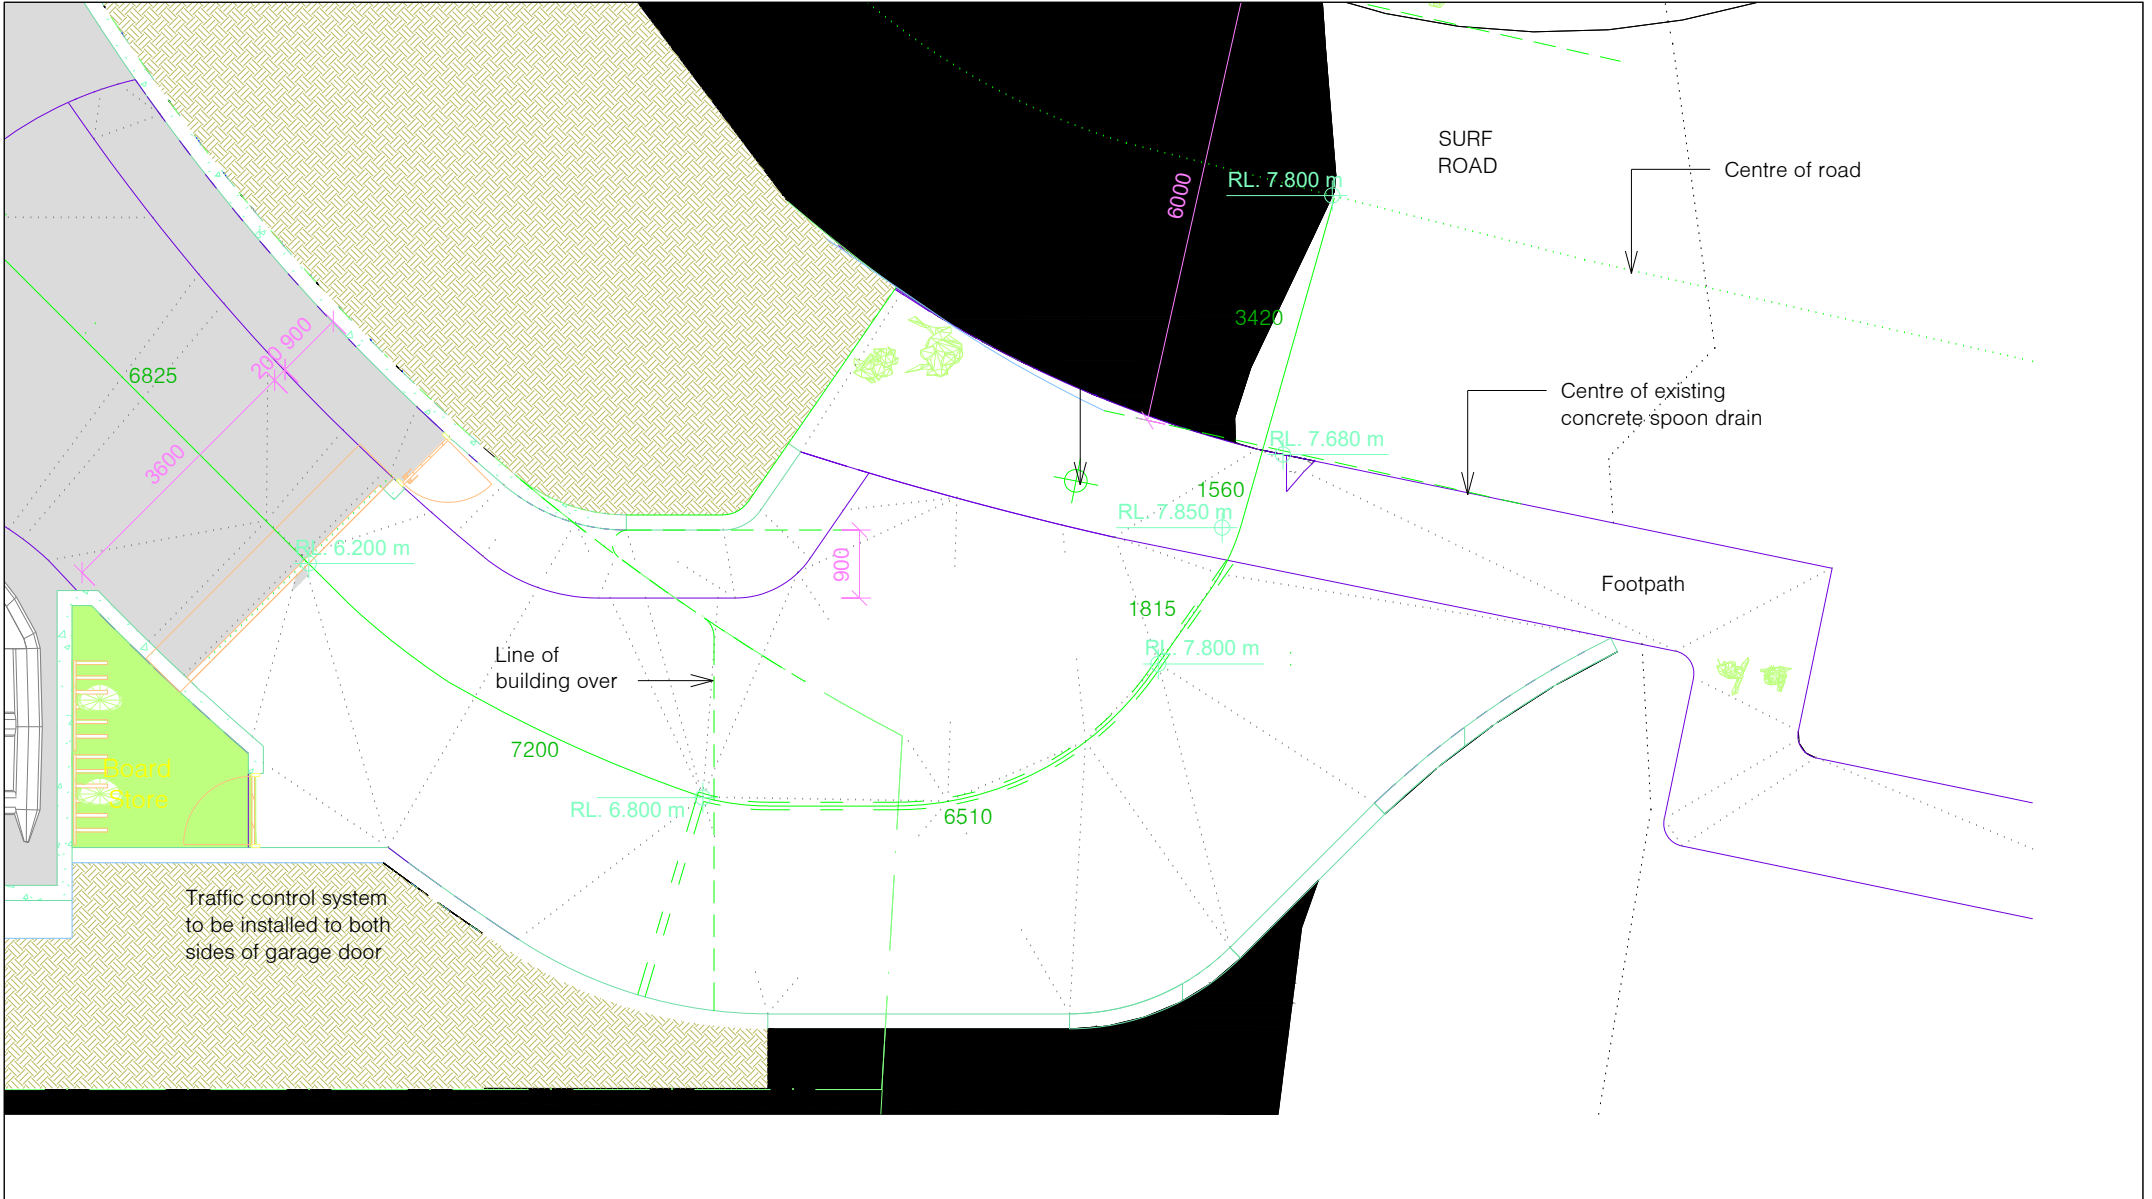 SURF
ROAD
Centre of road
RL. 7.800 m
6000
3420
900
200
6825
3600
Centre of existing
concrete spoon drain
RL. 7.680 m
1560
RL. 7.850 m
RL. 6.200 m
900
Footpath
1815
RL. 7.800 m
Line of
building over
7200
RL. 6.800 m
6510
Board
Store
Traffic control system
to be installed to both
sides of garage door